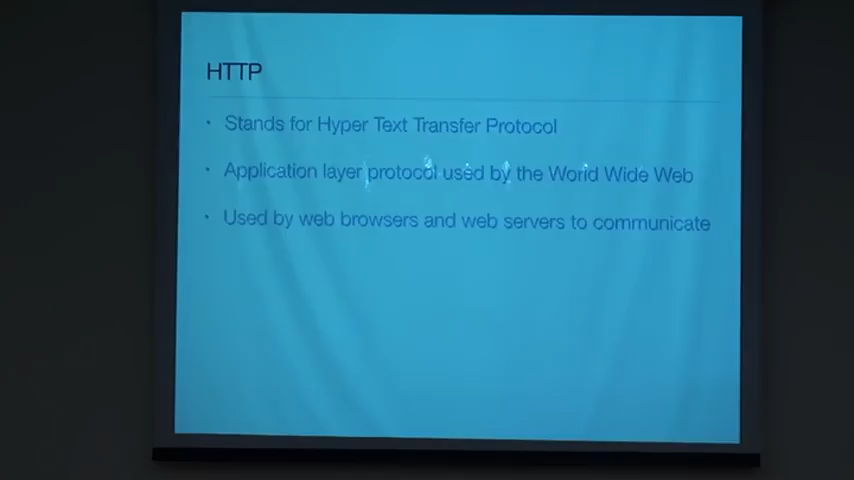 HTTP
• Stands for Hyper Text Transfer Protocol
• Application layer protocol used by the World Wide Web
• Used by web browsers and web servers to communicate